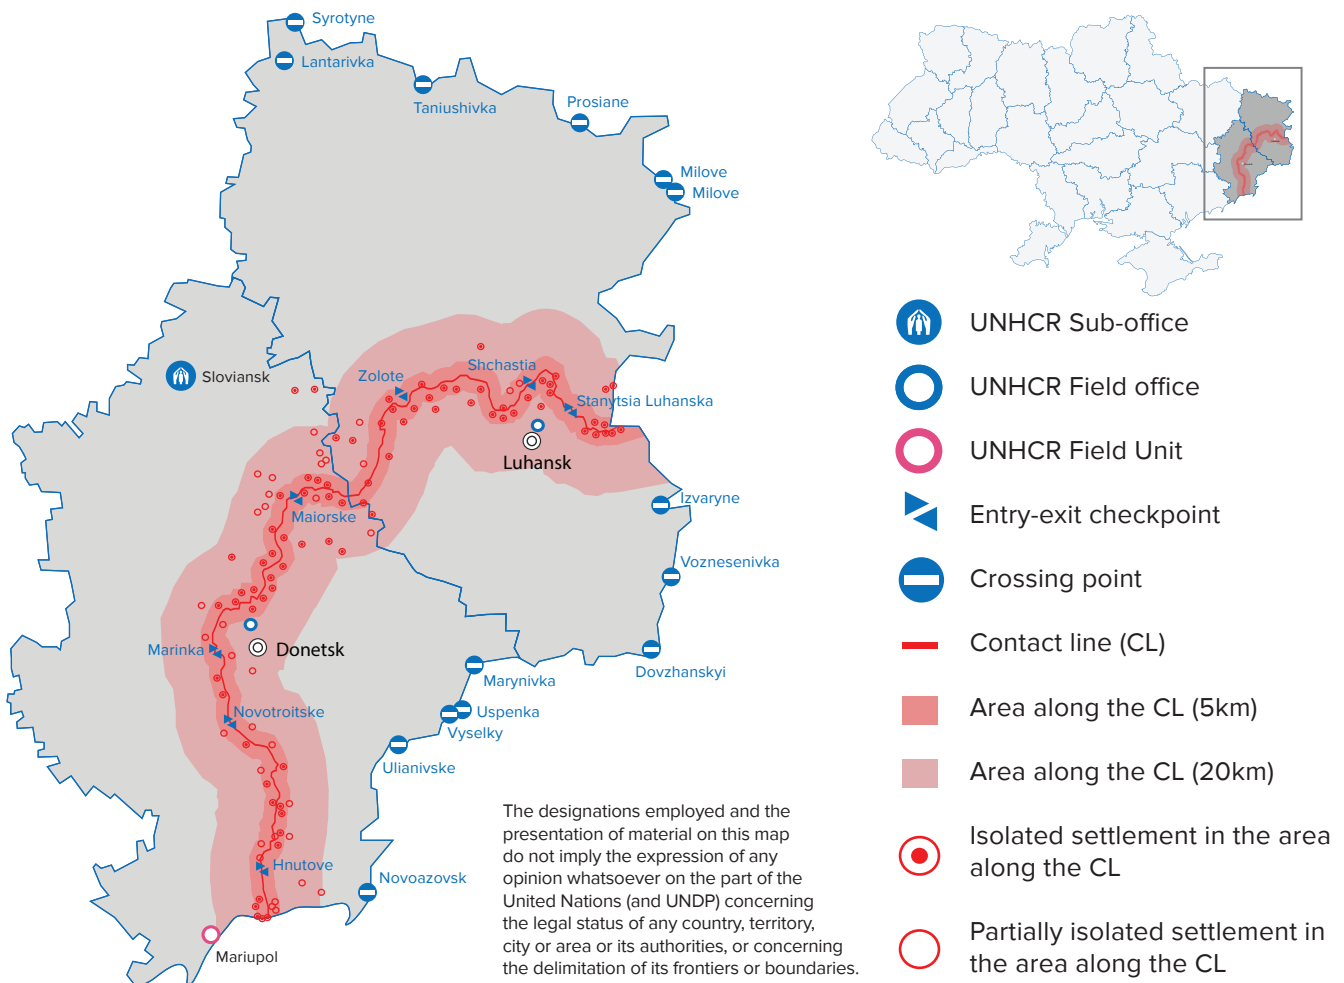 Syrotyne
Lantarivka
Taniushivka
Prosiane
Milove
Milove
Sloviansk
Zolote
Shchastia
Stanytsia Luhanska
Luhansk
Izvaryne
Maiorske
Voznesenivka
Marinka
Donetsk
Marynivka
Dovzhanskyi
Novotroitske
Uspenka
Vyselky
Ulianivske
Hnutove
Novoazovsk
Mariupol
The designations employed and the
presentation of material on this map
do not imply the expression of any
opinion whatsoever on the part of the
United Nations (and UNDP) concerning
the legal status of any country, territory,
city or area or its authorities, or concerning
the delimitation of its frontiers or boundaries.
UNHCR Sub-office
UNHCR Field office
UNHCR Field Unit
Entry-exit checkpoint
Crossing point
Contact line (CL)
Area along the CL (5km)
Area along the CL (20km)
Isolated settlement in the area
along the CL
Partially isolated settlement in
the area along the CL